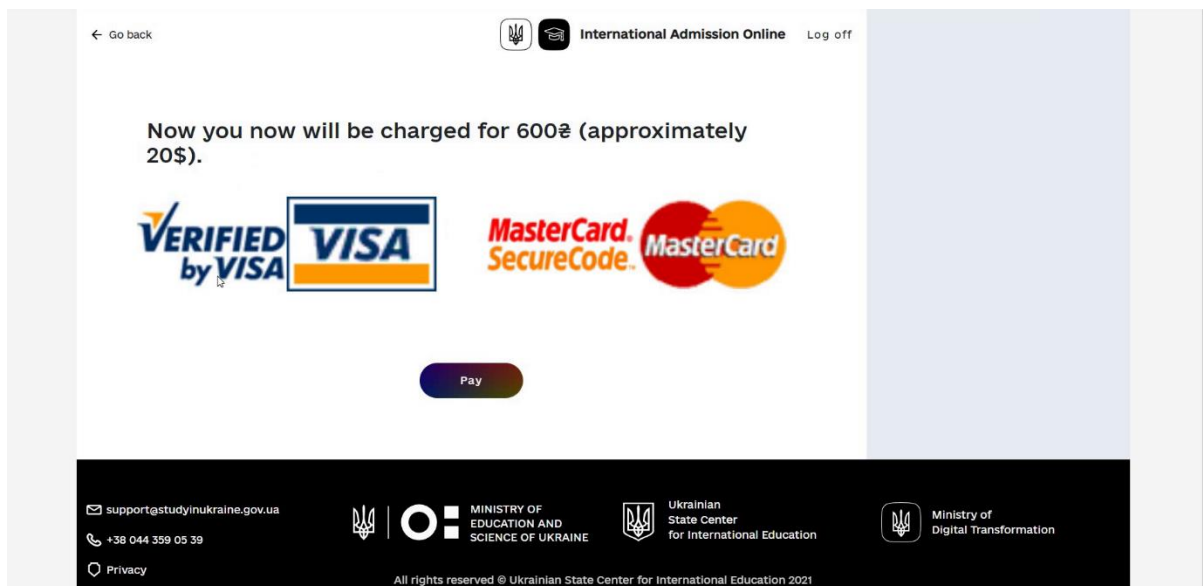 ← Go back
International Admission Online
Log off
Now you now will be charged for 600₴ (approximately
20$).
VERIFIED
by VISA
VISA
MasterCard.
SecureCode.
MasterCard
Pay
support@studyinukraine.gov.ua
+38 044 359 05 39
Privacy
MINISTRY OF
EDUCATION AND
SCIENCE OF UKRAINE
Ukrainian
State Center
for International Education
Ministry of
Digital Transformation
All rights reserved © Ukrainian State Center for International Education 2021